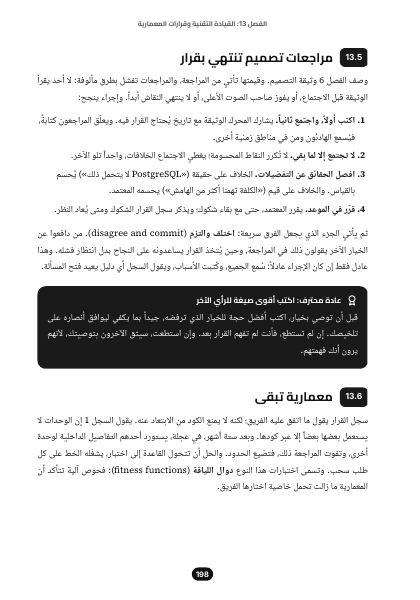 الفصل 13: القيادة التقنية وقرارات المعمارية
13.5 مراجعات تصميم تنتهي بقرار
وصف الفصل 6 وثيقة التصميم. وقيمتها تأتي من المراجعة، والمراجعات تفشل بطرق مألوفة: لا أحد يقرأ
الوثيقة قبل الاجتماع، أو يفوز صاحب الصوت الأعلى، أو لا ينتهي النقاش أبداً. وإجراء ينجح:
1. اكتب أولاً، واجتمع ثانياً. يشارك المحرك الوثيقة مع تاريخ يُحتاج القرار فيه. ويعلّق المراجعون كتابةً،
فيُسمع الهادئون ومن في مناطق زمنية أخرى.
2. لا تجتمع إلا لما بقي. لا تُكرر النقاط المحسومة؛ يغطي الاجتماع الخلافات، واحداً تلو الآخر.
3. افصل الحقائق عن التفضيلات. الخلاف على حقيقة («PostgreSQL لا يتحمل ذلك») يُحسم
بالقياس. والخلاف على قيم («الكلفة تهمنا أكثر من الهامش») يحسمه المعتمد.
4. قرّر في الموعد. يقرر المعتمد، حتى مع بقاء شكوك؛ ويذكر سجل القرار الشكوك ومتى يُعاد النظر.
ثم يأتي الجزء الذي يجعل الفرق سريعة: اختلف والتزم (disagree and commit). من دافعوا عن
الخيار الآخر يقولون ذلك في المراجعة، وحين يُتخذ القرار يساعدونه على النجاح بدل انتظار فشله. وهذا
عادل فقط إن كان الإجراء عادلاً: سُمع الجميع، وكُتبت الأسباب، ويقول السجل أي دليل يعيد فتح المسألة.
عادة محترف: اكتب أقوى صيغة للرأي الآخر
قبل أن توصي بخيار، اكتب أفضل حجة للخيار الذي ترفضه، جيداً بما يكفي ليوافق أنصاره على
تلخيصك. إن لم تستطع، فأنت لم تفهم القرار بعد. وإن استطعت، سيثق الآخرون بتوصيتك، لأنهم
يرون أنك فهمتهم.
13.6 معمارية تبقى
سجل القرار يقول ما اتفق عليه الفريق؛ لكنه لا يمنع الكود من الابتعاد عنه. يقول السجل 1 إن الوحدات لا
يستعمل بعضها بعضاً إلا عبر كودها. وبعد ستة أشهر، في عجلة، يستورد أحدهم التفاصيل الداخلية لوحدة
أخرى، وتفوت المراجعة ذلك، فتضيع الحدود. والحل أن تتحول القاعدة إلى اختبار، يشغّله الخط على كل
طلب سحب. وتسمى اختبارات هذا النوع دوال اللياقة (fitness functions): فحوص آلية تتأكد أن
المعمارية ما زالت تحمل خاصية اختارها الفريق.
198